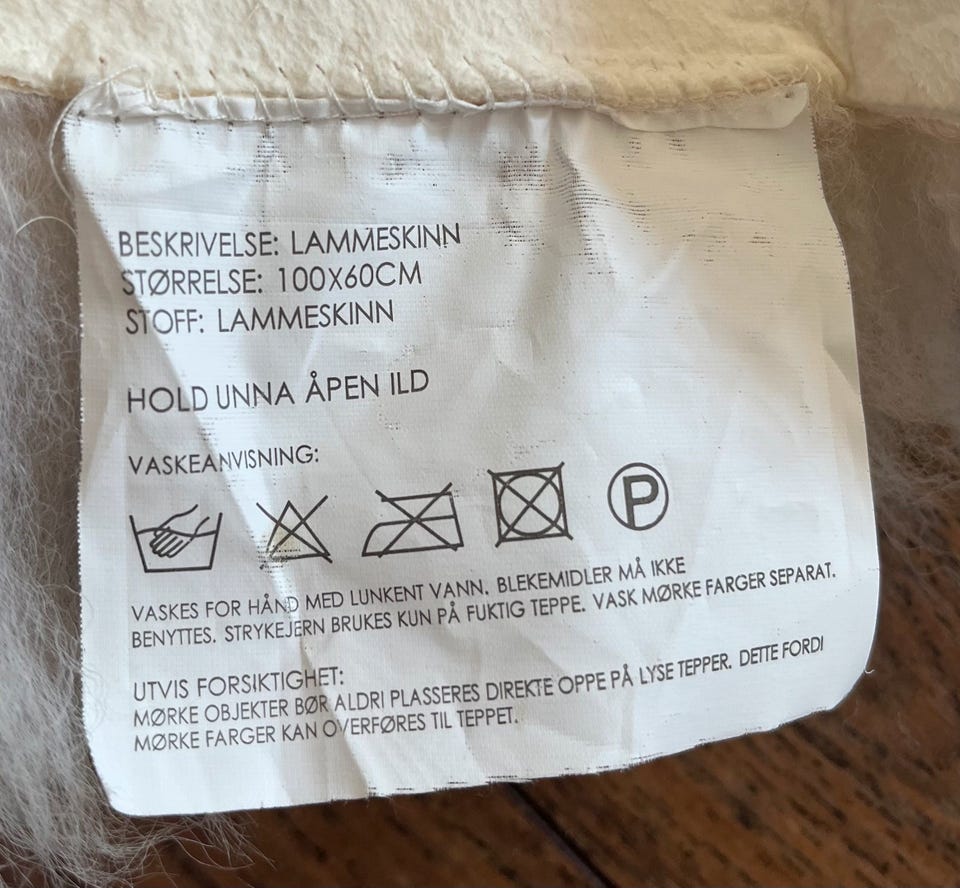 BESKRIVELSE: LAMMESKINN
STØRRELSE: 100X60CM
STOFF: LAMMESKINN
HOLD UNNA ÅPEN ILD
VASKEANVISNING:
P
VASKES FOR HÅND MED LUNKENT VANN. BLEKEMIDLER MÅ IKKE
BENYTTES. STRYKEJERN BRUKES KUN PÅ FUKTIG TEPPE. VASK MØRKE FARGER SEPARAT.
UTVIS FORSIKTIGHET:
MØRKE OBJEKTER BØR ALDRI PLASSERES DIREKTE OPPE PÅ LYSE TEPPER. DETTE FORDI
MØRKE FARGER KAN OVERFØRES TIL TEPPET.